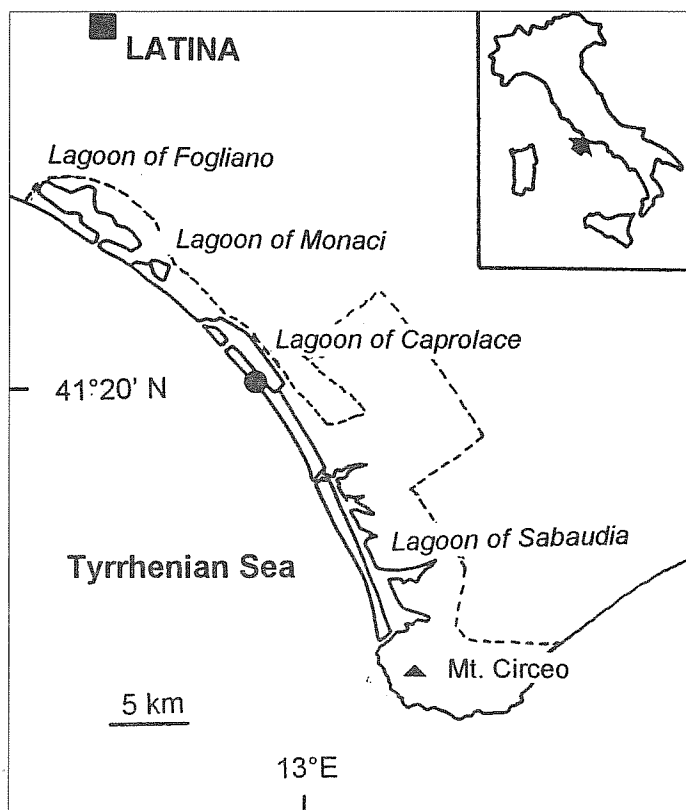 LATINA
Lagoon of Fogliano
Lagoon of Monaci
Lagoon of Caprolace
41°20' N
Lagoon of Sabaudia
Tyrrhenian Sea
Mt. Circeo
5 km
13°E